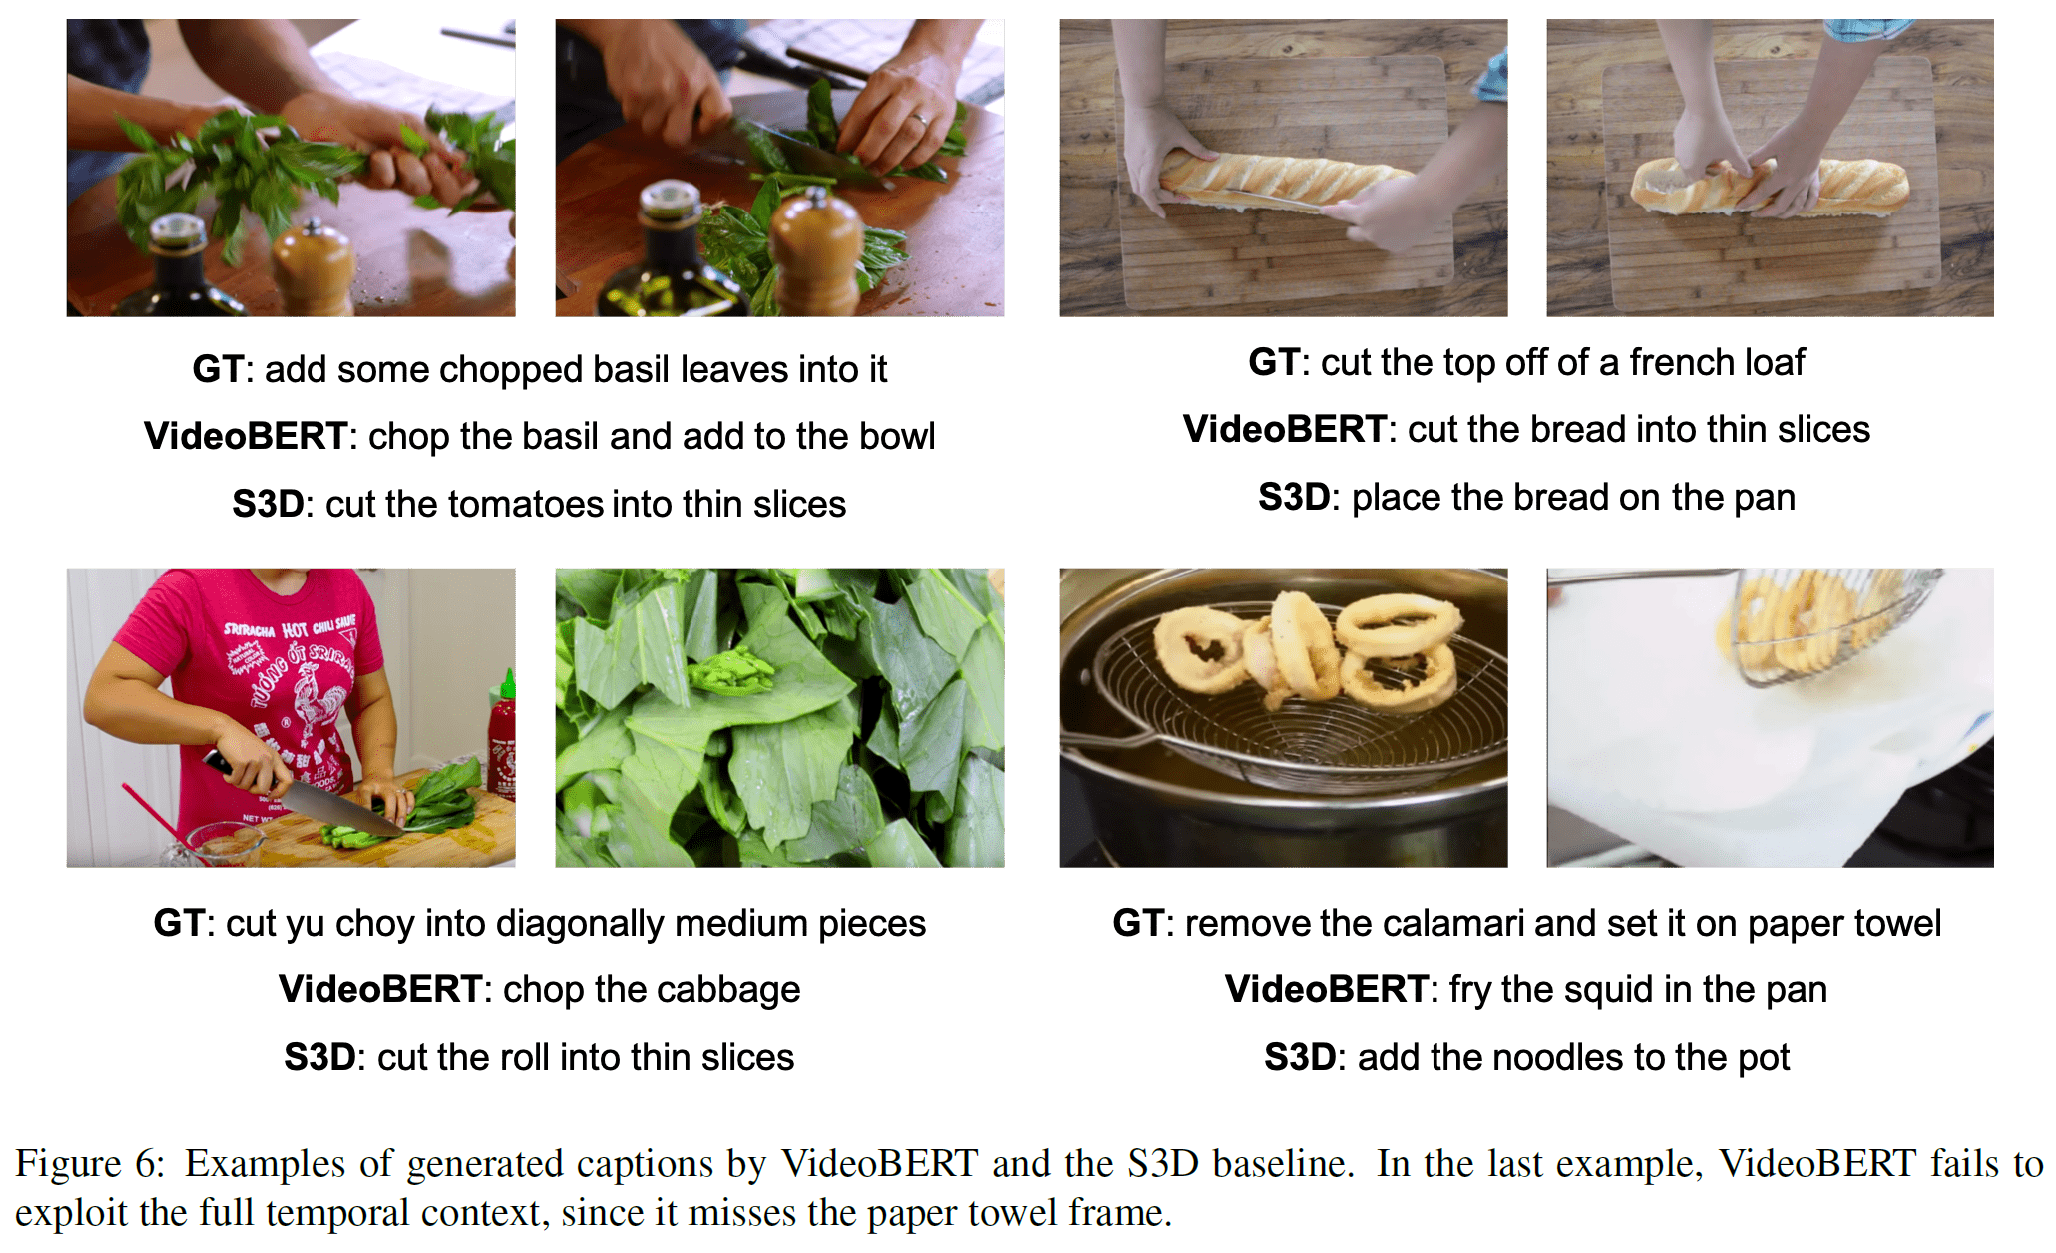 GT: add some chopped basil leaves into it
VideoBERT: chop the basil and add to the bowl
S3D: cut the tomatoes into thin slices
GT: cut the top off of a french loaf
VideoBERT: cut the bread into thin slices
S3D: place the bread on the pan
SRIRACHA HOT CHILI SAUCE
TƯƠNG ỚT SRIRACHA
NET WT
GT: cut yu choy into diagonally medium pieces
VideoBERT: chop the cabbage
S3D: cut the roll into thin slices
GT: remove the calamari and set it on paper towel
VideoBERT: fry the squid in the pan
S3D: add the noodles to the pot
Figure 6: Examples of generated captions by VideoBERT and the S3D baseline. In the last example, VideoBERT fails to
exploit the full temporal context, since it misses the paper towel frame.